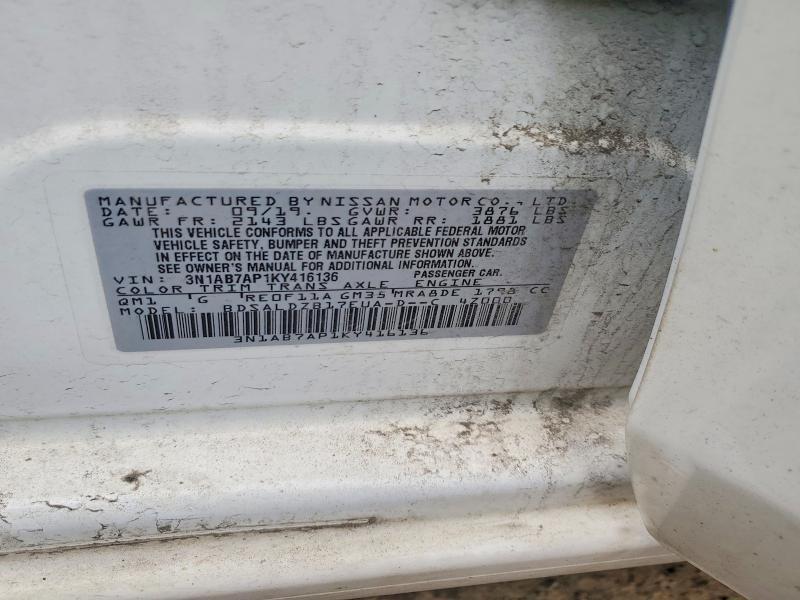 MANUFACTURED BY NISSAN MOTOR CO., LTD.
DATE: 09/19. GVWR: 3876 LBS
GAWR FR: 2143 LBS GAWR RR: 1881 LBS
THIS VEHICLE CONFORMS TO ALL APPLICABLE FEDERAL MOTOR
VEHICLE SAFETY, BUMPER AND THEFT PREVENTION STANDARDS
IN EFFECT ON THE DATE OF MANUFACTURE SHOWN ABOVE.
SEE OWNER'S MANUAL FOR ADDITIONAL INFORMATION.
VIN: 3N1AB7AP1KY416136 PASSENGER CAR.
COLOR TRIM TRANS AXLE ENGINE 1798 CC
QM1 G RE0F11A GM35 MRA8DE
MODEL: 4Z000
3N1AB7AP1KY416136